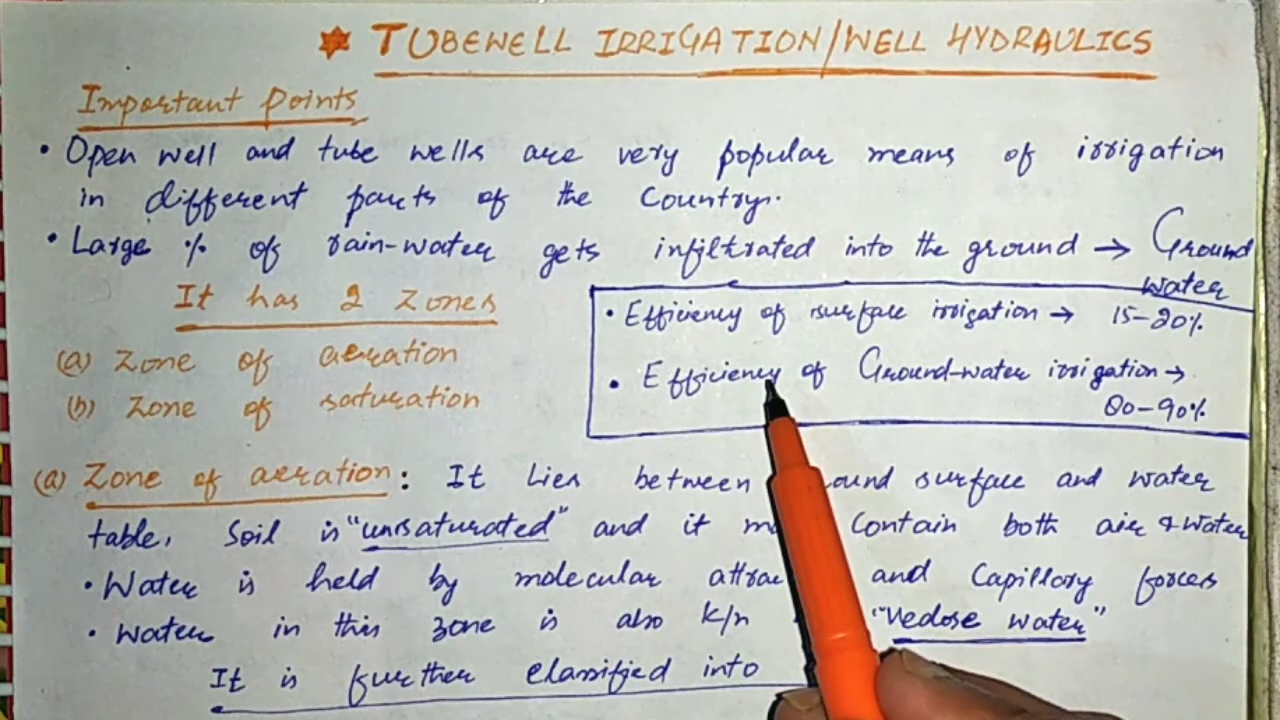 TUBEWELL IRRIGATION/WELL HYDRAULICS
Important Points
• Open well and tube wells are very popular means of irrigation
in different parts of the Country.
• Large % of rain-water gets infiltrated into the ground → Ground
water
It has 2 Zones
• Efficiency of surface irrigation → 15-20%
(a) Zone of aeration
• Efficiency of Ground-water irrigation →
(b) Zone of saturation
80-90%
(a) Zone of aeration: It Lies between ound surface and water
table, Soil is "unsaturated" and it m Contain both air & water
• Water is held by molecular attrac and Capillory forces
• Water in this zone is also k/n "Vedose water"
It is further classified into